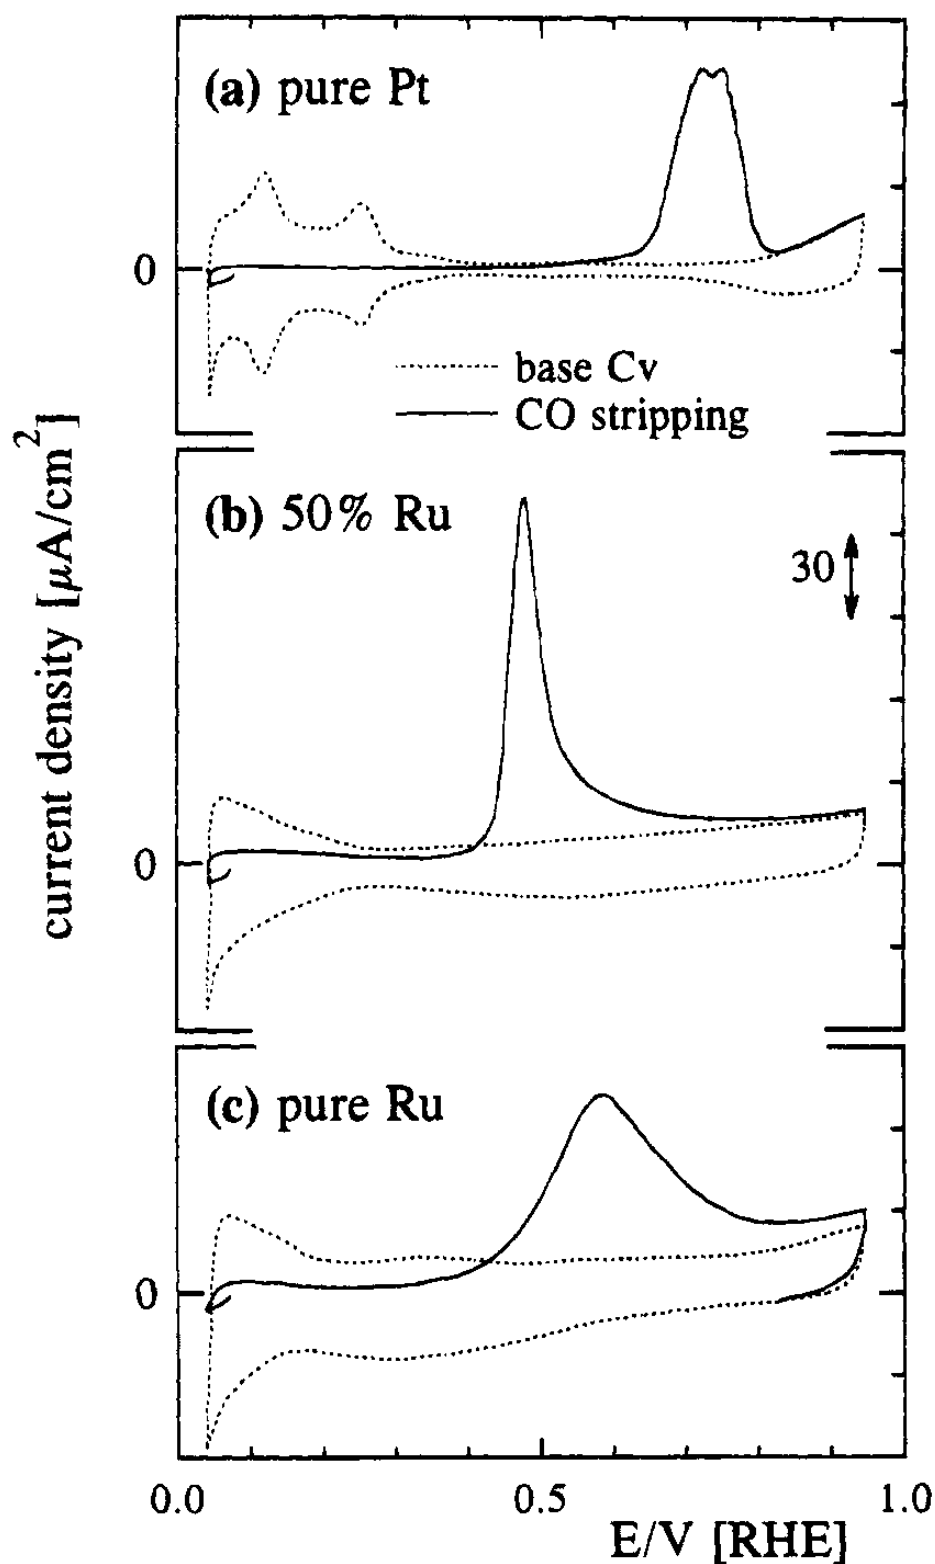 (a) pure Pt
0
base Cv
CO stripping
current density [μA/cm²]
(b) 50% Ru
30
0
(c) pure Ru
0
0.0 0.5 1.0
E/V [RHE]